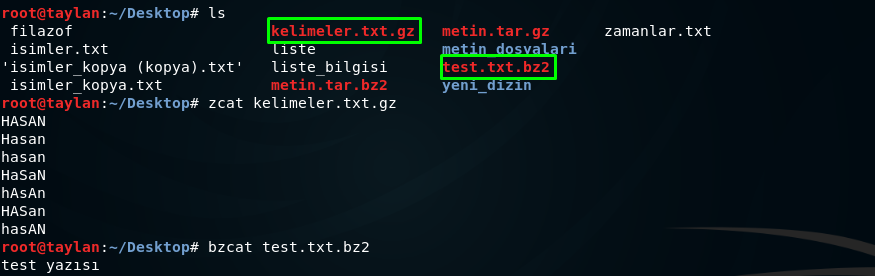 root@taylan:~/Desktop# ls
filazof kelimeler.txt.gz metin.tar.gz zamanlar.txt
isimler.txt liste metin_dosyalari
'isimler_kopya (kopya).txt' liste_bilgisi test.txt.bz2
isimler_kopya.txt metin.tar.bz2 yeni_dizin
root@taylan:~/Desktop# zcat kelimeler.txt.gz
HASAN
Hasan
hasan
HaSaN
hAsAn
HASan
hasAN
root@taylan:~/Desktop# bzcat test.txt.bz2
test yazısı